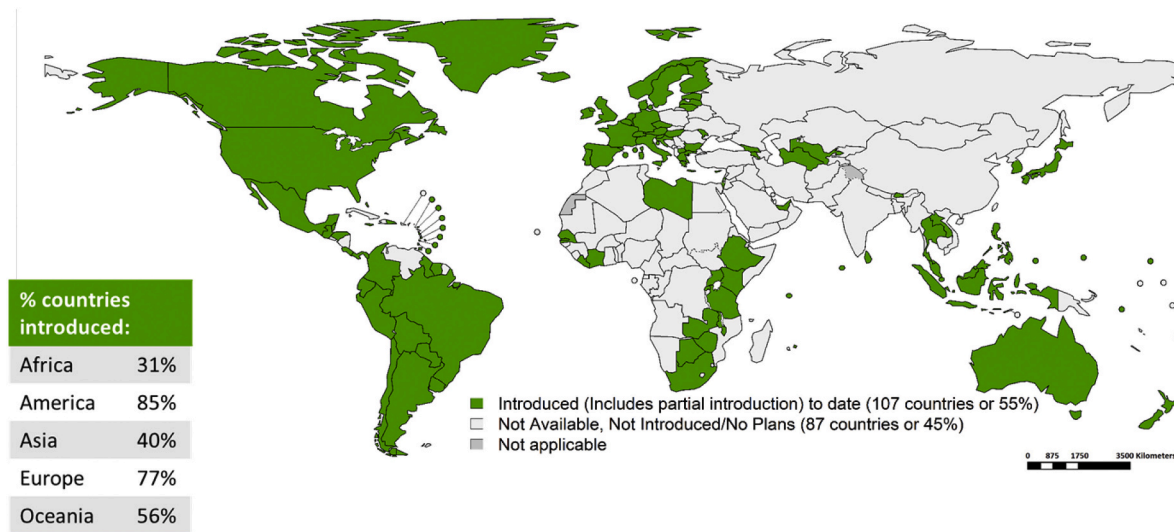 % countries
introduced:
Africa 31%
America 85%
Asia 40%
Europe 77%
Oceania 56%
Introduced (Includes partial introduction) to date (107 countries or 55%)
Not Available, Not Introduced/No Plans (87 countries or 45%)
Not applicable
0 875 1750 3500 Kilometers